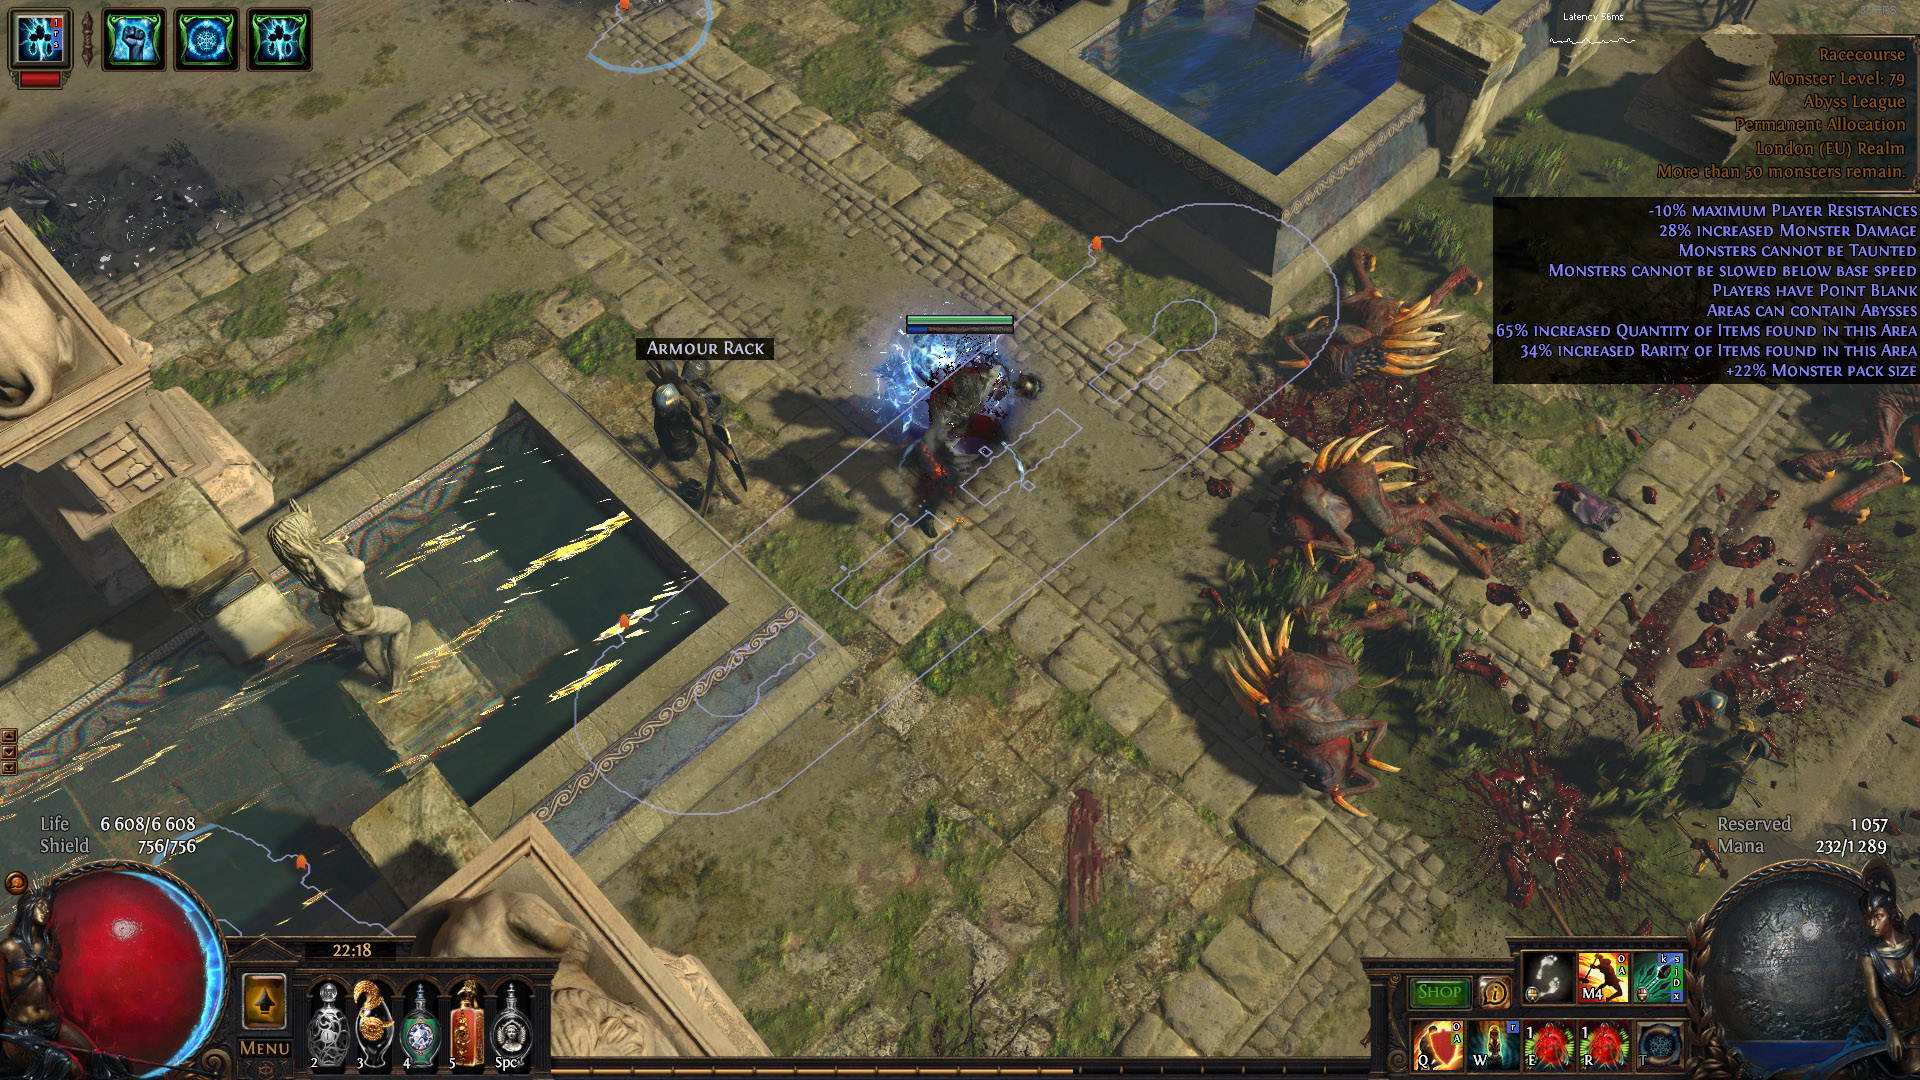 Latency 56ms
Racecourse
Monster Level: 79
Abyss League
Permanent Allocation
London (EU) Realm
More than 50 monsters remain.
-10% maximum Player Resistances
28% increased Monster Damage
Monsters cannot be Taunted
Monsters cannot be slowed below base speed
Players have Point Blank
Areas can contain Abysses
65% increased Quantity of Items found in this Area
34% increased Rarity of Items found in this Area
+22% Monster pack size
Armour Rack
Life 6 608/6 608
Shield 756/756
Reserved 1 057
Mana 232/1 289
22:18
Menu
2 3 4 5 Spc
Shop
M4
Q W E R T